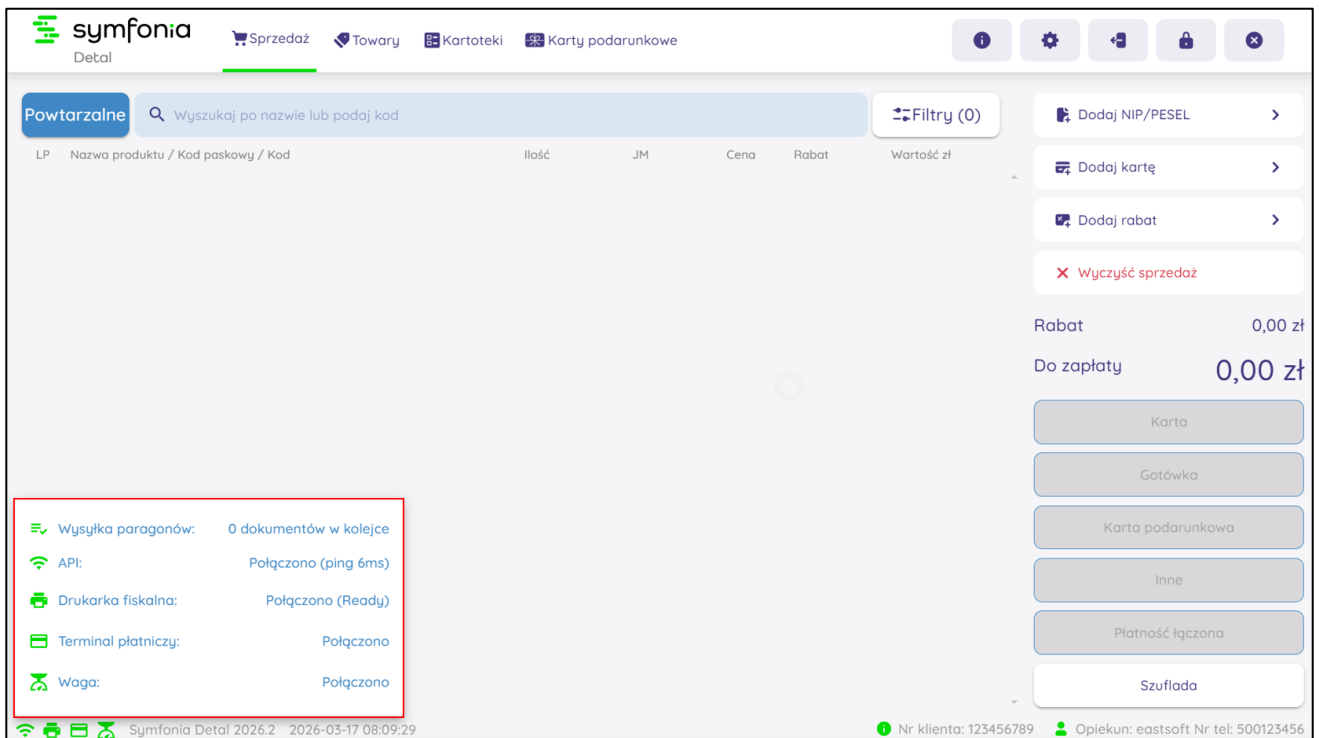 symfonia
Detal
Sprzedaż Towary Kartoteki Karty podarunkowe
Powtarzalne Wyszukaj po nazwie lub podaj kod Filtry (0)
LP Nazwa produktu / Kod paskowy / Kod Ilość JM Cena Rabat Wartość zł
Dodaj NIP/PESEL
Dodaj kartę
Dodaj rabat
Wyczyść sprzedaż
Rabat 0,00 zł
Do zapłaty 0,00 zł
Karta
Gotówka
Karta podarunkowa
Inne
Płatność łączona
Szuflada
Wysyłka paragonów: 0 dokumentów w kolejce
API: Połączono (ping 6ms)
Drukarka fiskalna: Połączono (Ready)
Terminal płatniczy: Połączono
Waga: Połączono
Symfonia Detal 2026.2 2026-03-17 08:09:29 Nr klienta: 123456789 Opiekun: eastsoft Nr tel: 500123456